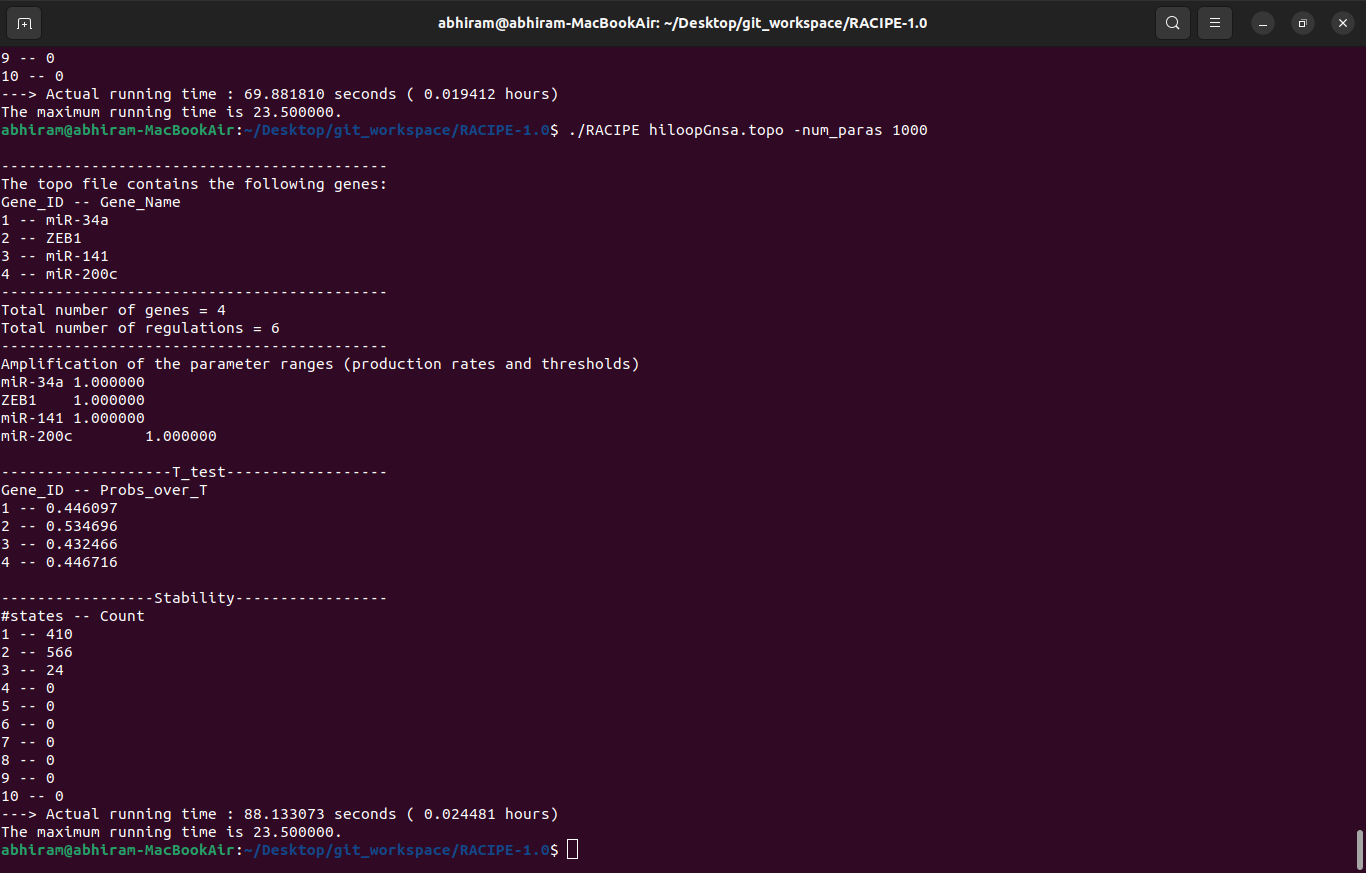 abhiram@abhiram-MacBookAir: ~/Desktop/git_workspace/RACIPE-1.0
9 -- 0
10 -- 0
---> Actual running time : 69.881810 seconds ( 0.019412 hours)
The maximum running time is 23.500000.
abhiram@abhiram-MacBookAir:~/Desktop/git_workspace/RACIPE-1.0$ ./RACIPE hiloopGnsa.topo -num_paras 1000
-------------------------------------------
The topo file contains the following genes:
Gene_ID -- Gene_Name
1 -- miR-34a
2 -- ZEB1
3 -- miR-141
4 -- miR-200c
-------------------------------------------
Total number of genes = 4
Total number of regulations = 6
-------------------------------------------
Amplification of the parameter ranges (production rates and thresholds)
miR-34a 1.000000
ZEB1    1.000000
miR-141 1.000000
miR-200c        1.000000
-------------------T_test------------------
Gene_ID -- Probs_over_T
1 -- 0.446097
2 -- 0.534696
3 -- 0.432466
4 -- 0.446716
-----------------Stability-----------------
#states -- Count
1 -- 410
2 -- 566
3 -- 24
4 -- 0
5 -- 0
6 -- 0
7 -- 0
8 -- 0
9 -- 0
10 -- 0
---> Actual running time : 88.133073 seconds ( 0.024481 hours)
The maximum running time is 23.500000.
abhiram@abhiram-MacBookAir:~/Desktop/git_workspace/RACIPE-1.0$